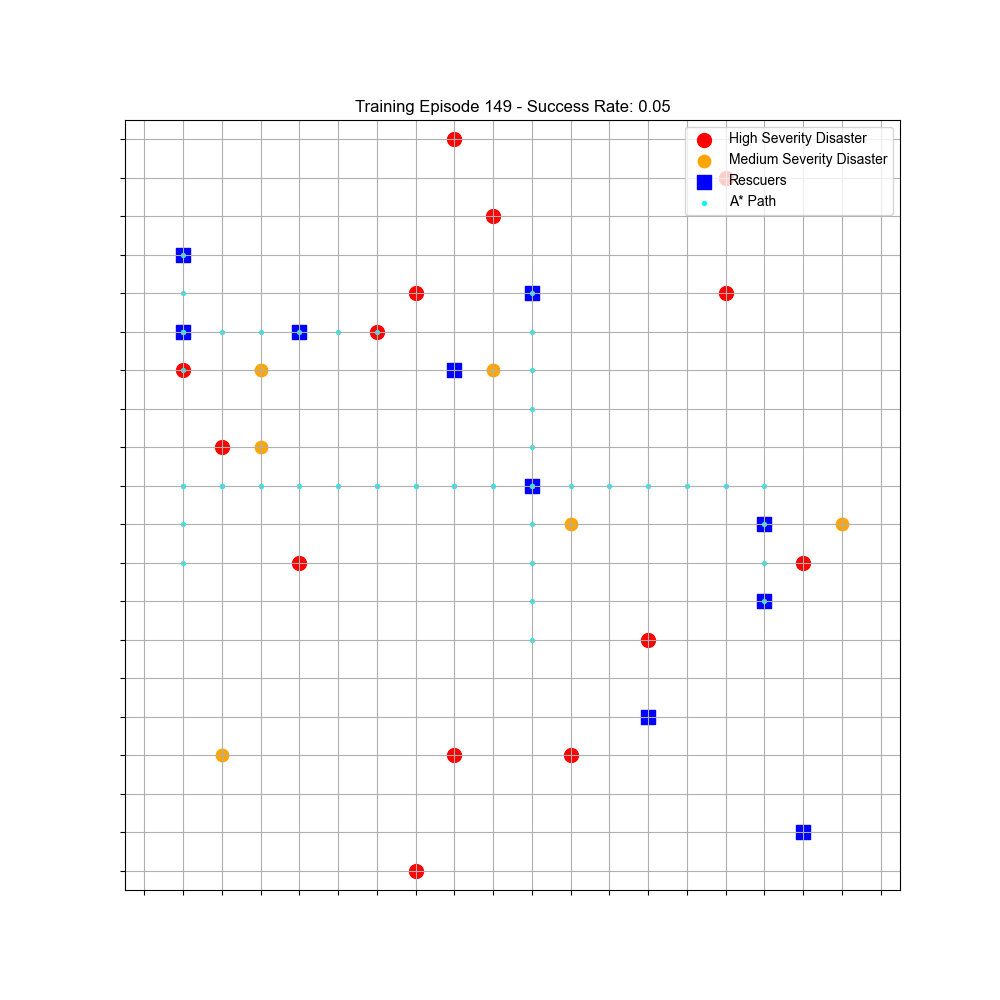 Training Episode 149 - Success Rate: 0.05
High Severity Disaster
Medium Severity Disaster
Rescuers
A* Path